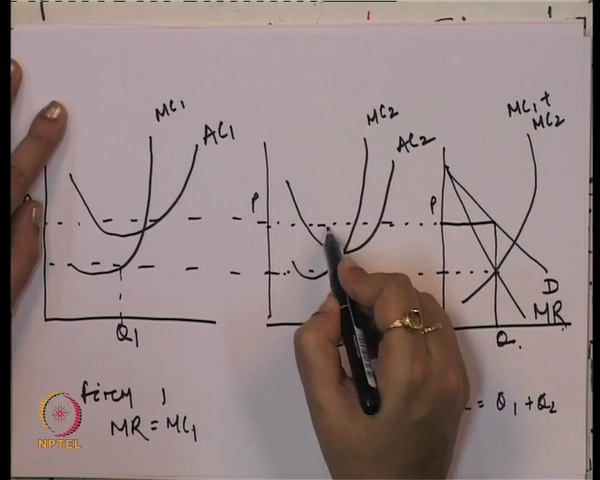 MC1
AC1
MC2
AC2
MC1+
MC2
P
P
D
MR
Q1
Q.
firm 1
MR = MC1
= Q1 + Q2
NPTEL